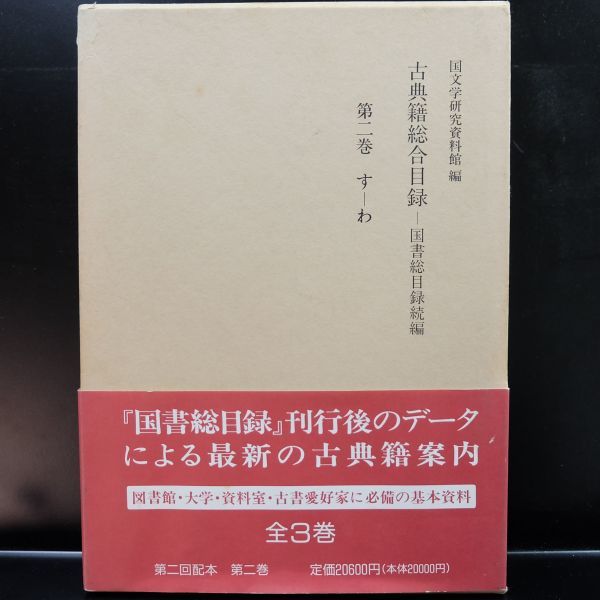 国文学研究資料館 編
古典籍総合目録―国書総目録続編
第二巻 す―わ
『国書総目録』刊行後のデータ
による最新の古典籍案内
図書館・大学・資料室・古書愛好家に必備の基本資料
全3巻
第二回配本 第二巻 定価20600円(本体20000円)